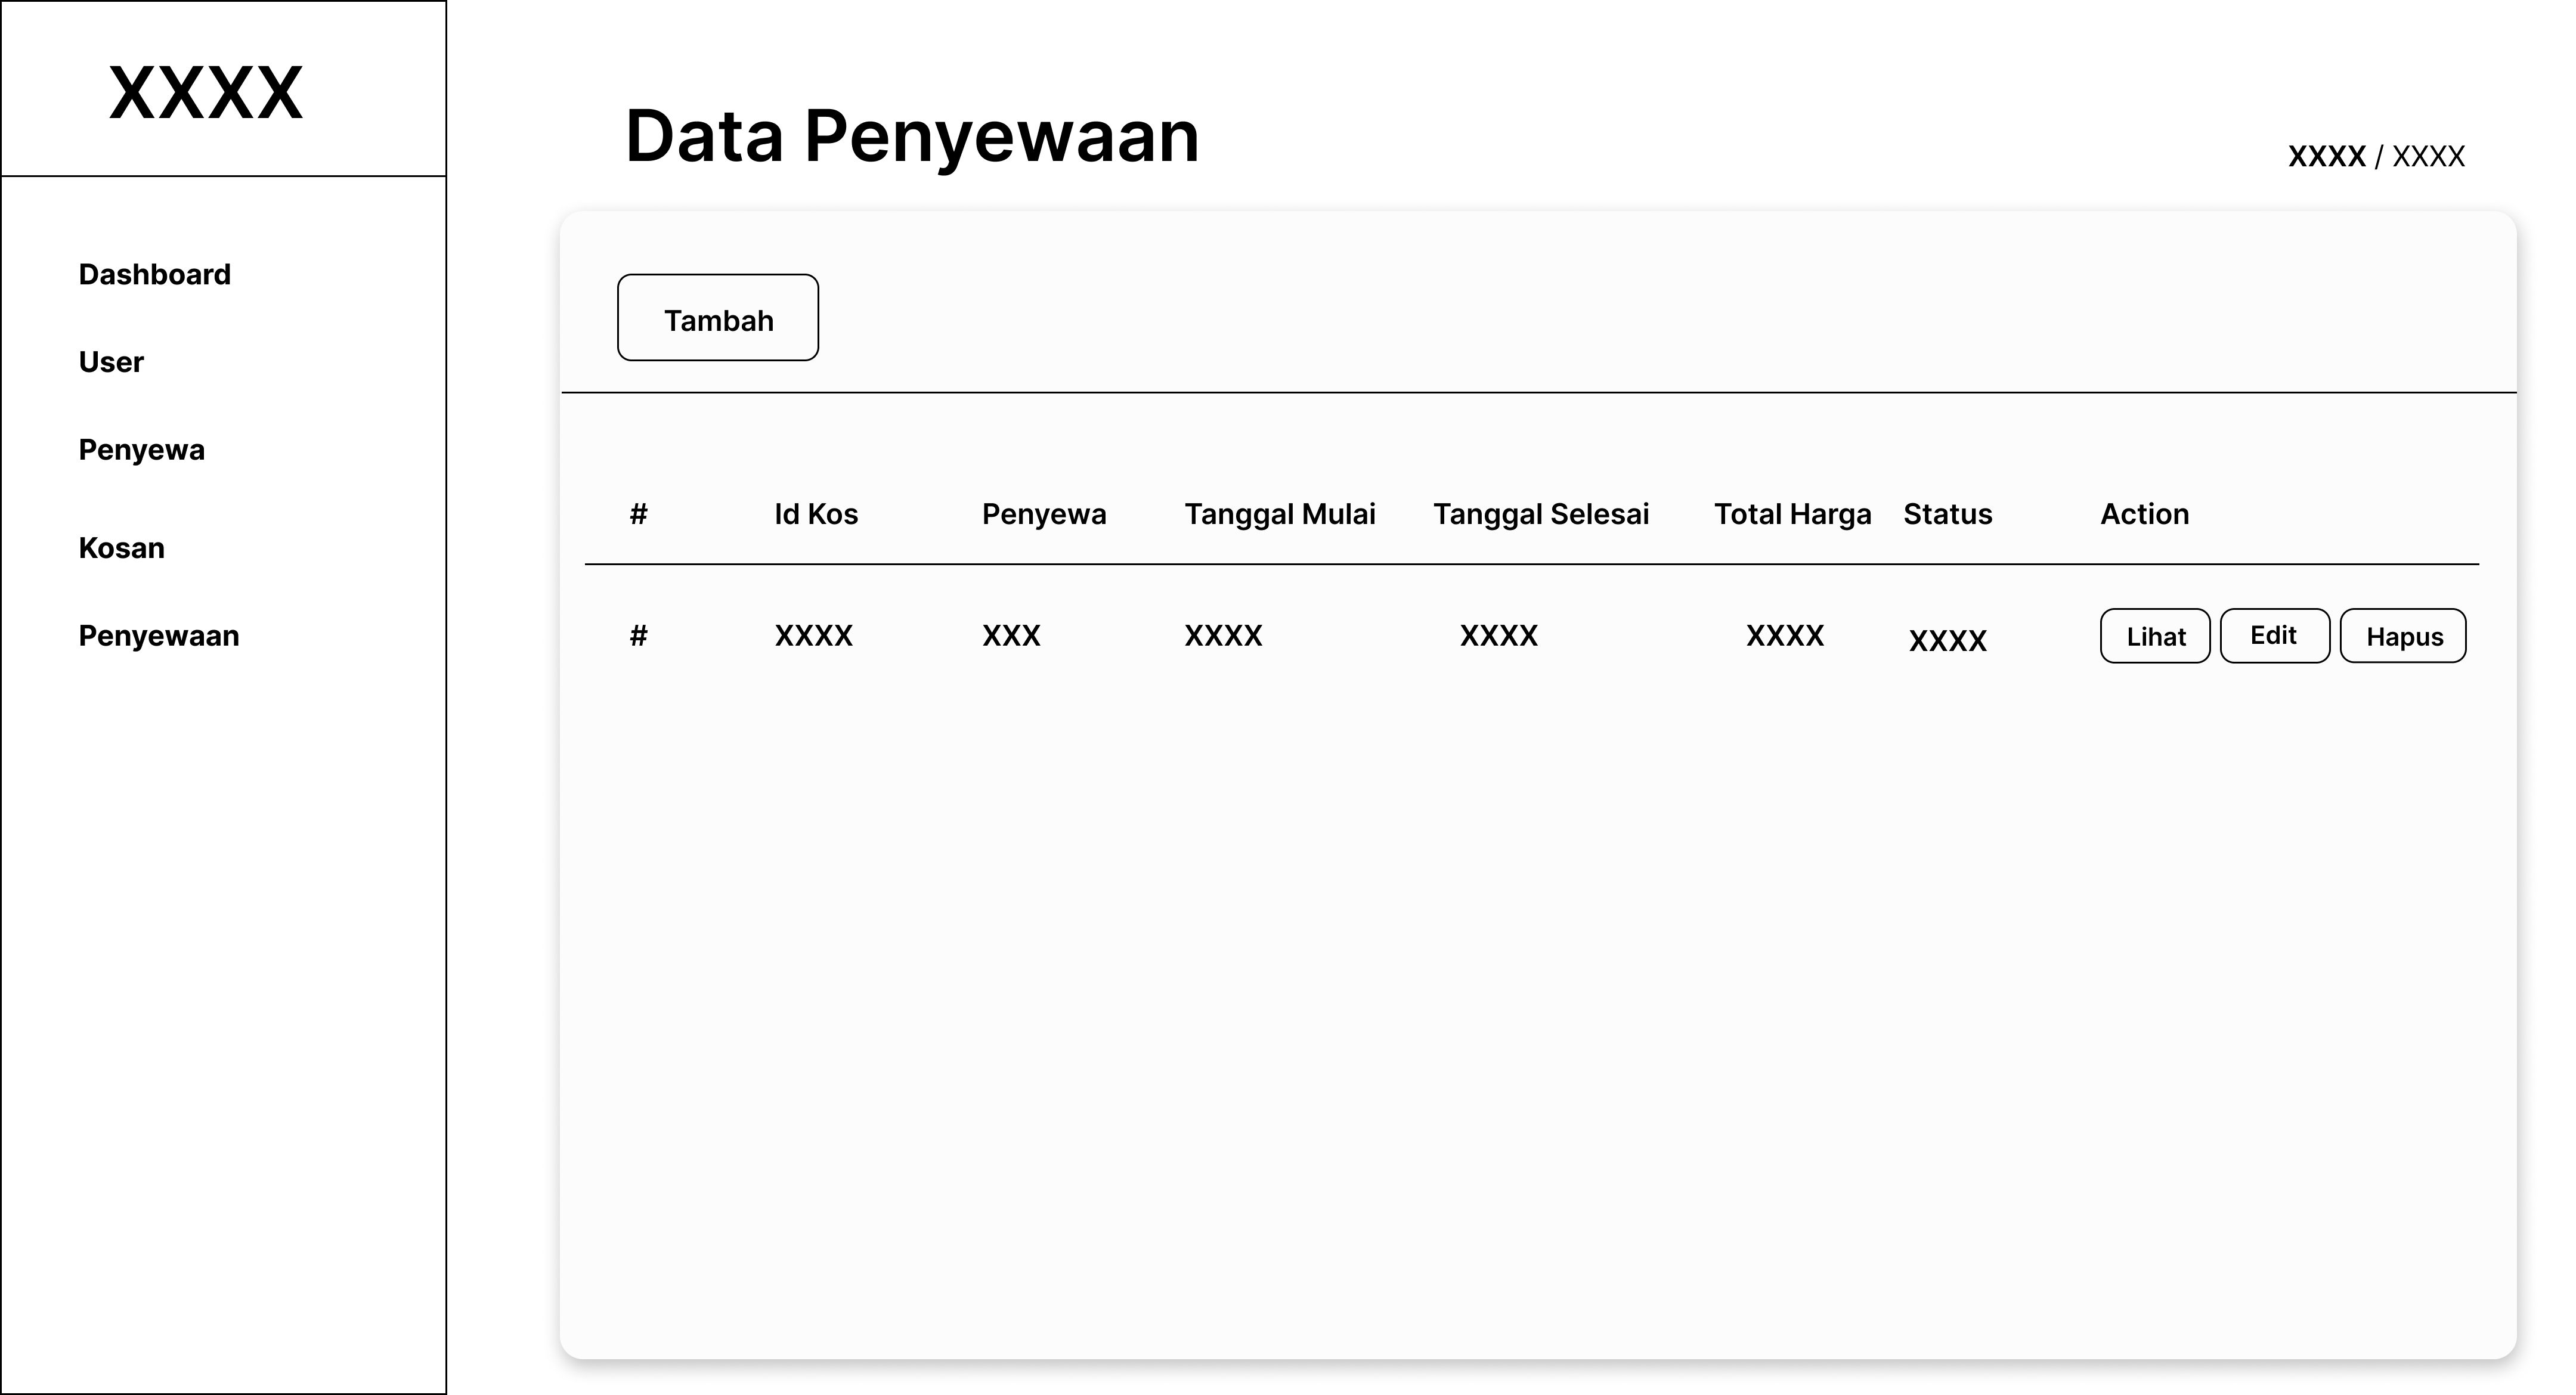 XXXX
Dashboard
User
Penyewa
Kosan
Penyewaan
Data Penyewaan
XXXX / XXXX
Tambah
# Id Kos Penyewa Tanggal Mulai Tanggal Selesai Total Harga Status Action
# XXXX XXX XXXX XXXX XXXX XXXX Lihat Edit Hapus